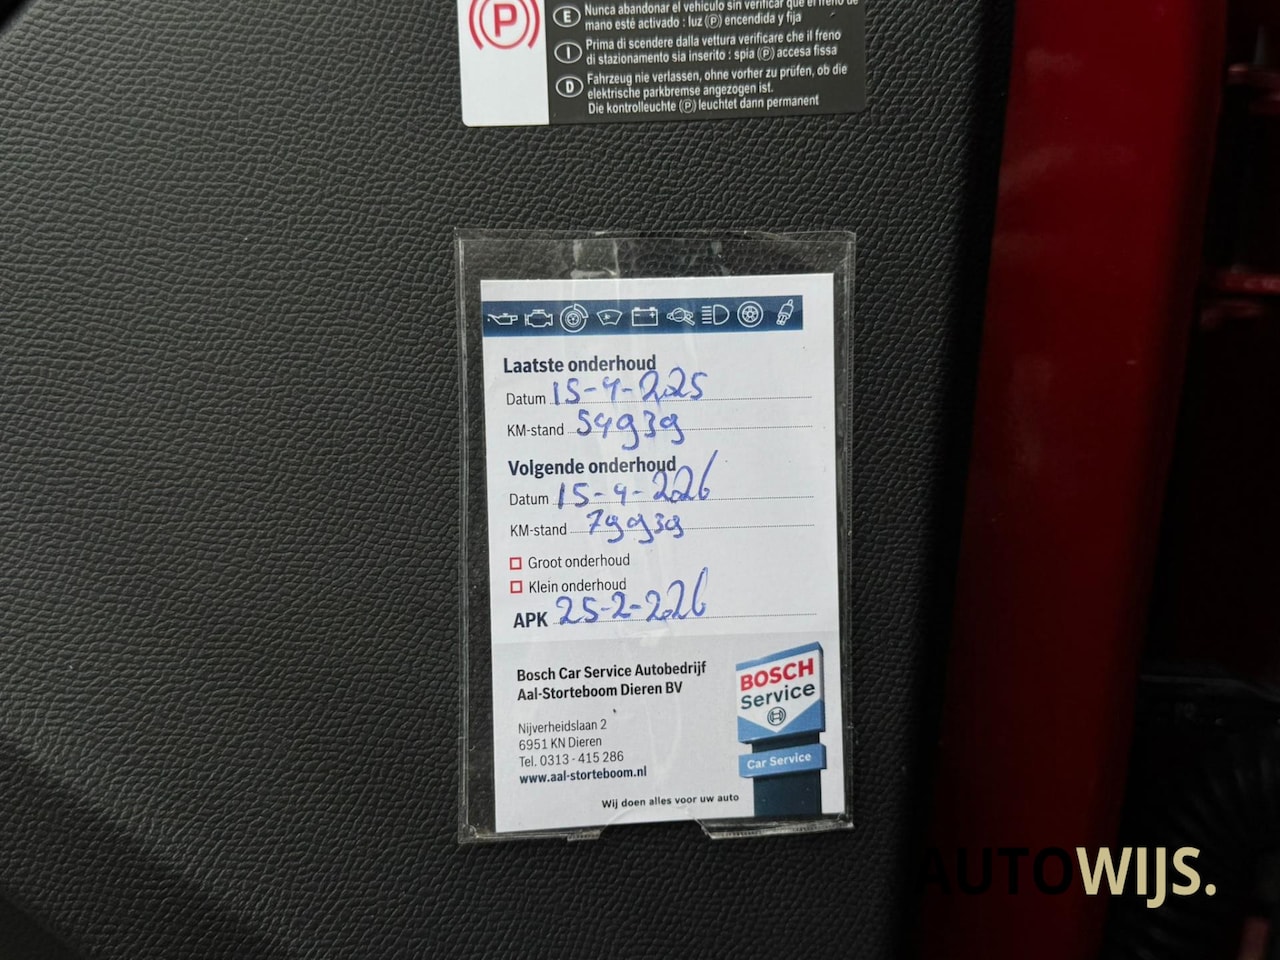 P
E Nunca abandonar el vehículo sin verificar que el freno de
mano esté activado : luz (P) encendida y fija
I Prima di scendere dalla vettura verificare che il freno
di stazionamento sia inserito : spia (P) accesa fissa
D Fahrzeug nie verlassen, ohne vorher zu prüfen, ob die
elektrische parkbremse angezogen ist.
Die kontrolleuchte (P) leuchtet dann permanent
Laatste onderhoud
Datum 15-4-2025
KM-stand 54939
Volgende onderhoud
Datum 15-4-2026
KM-stand 79939
Groot onderhoud
Klein onderhoud
APK 25-2-2026
Bosch Car Service Autobedrijf
Aal-Storteboom Dieren BV
Nijverheidslaan 2
6951 KN Dieren
Tel. 0313 - 415 286
www.aal-storteboom.nl
Wij doen alles voor uw auto
BOSCH
Service
Car Service
AUTOWIJS.